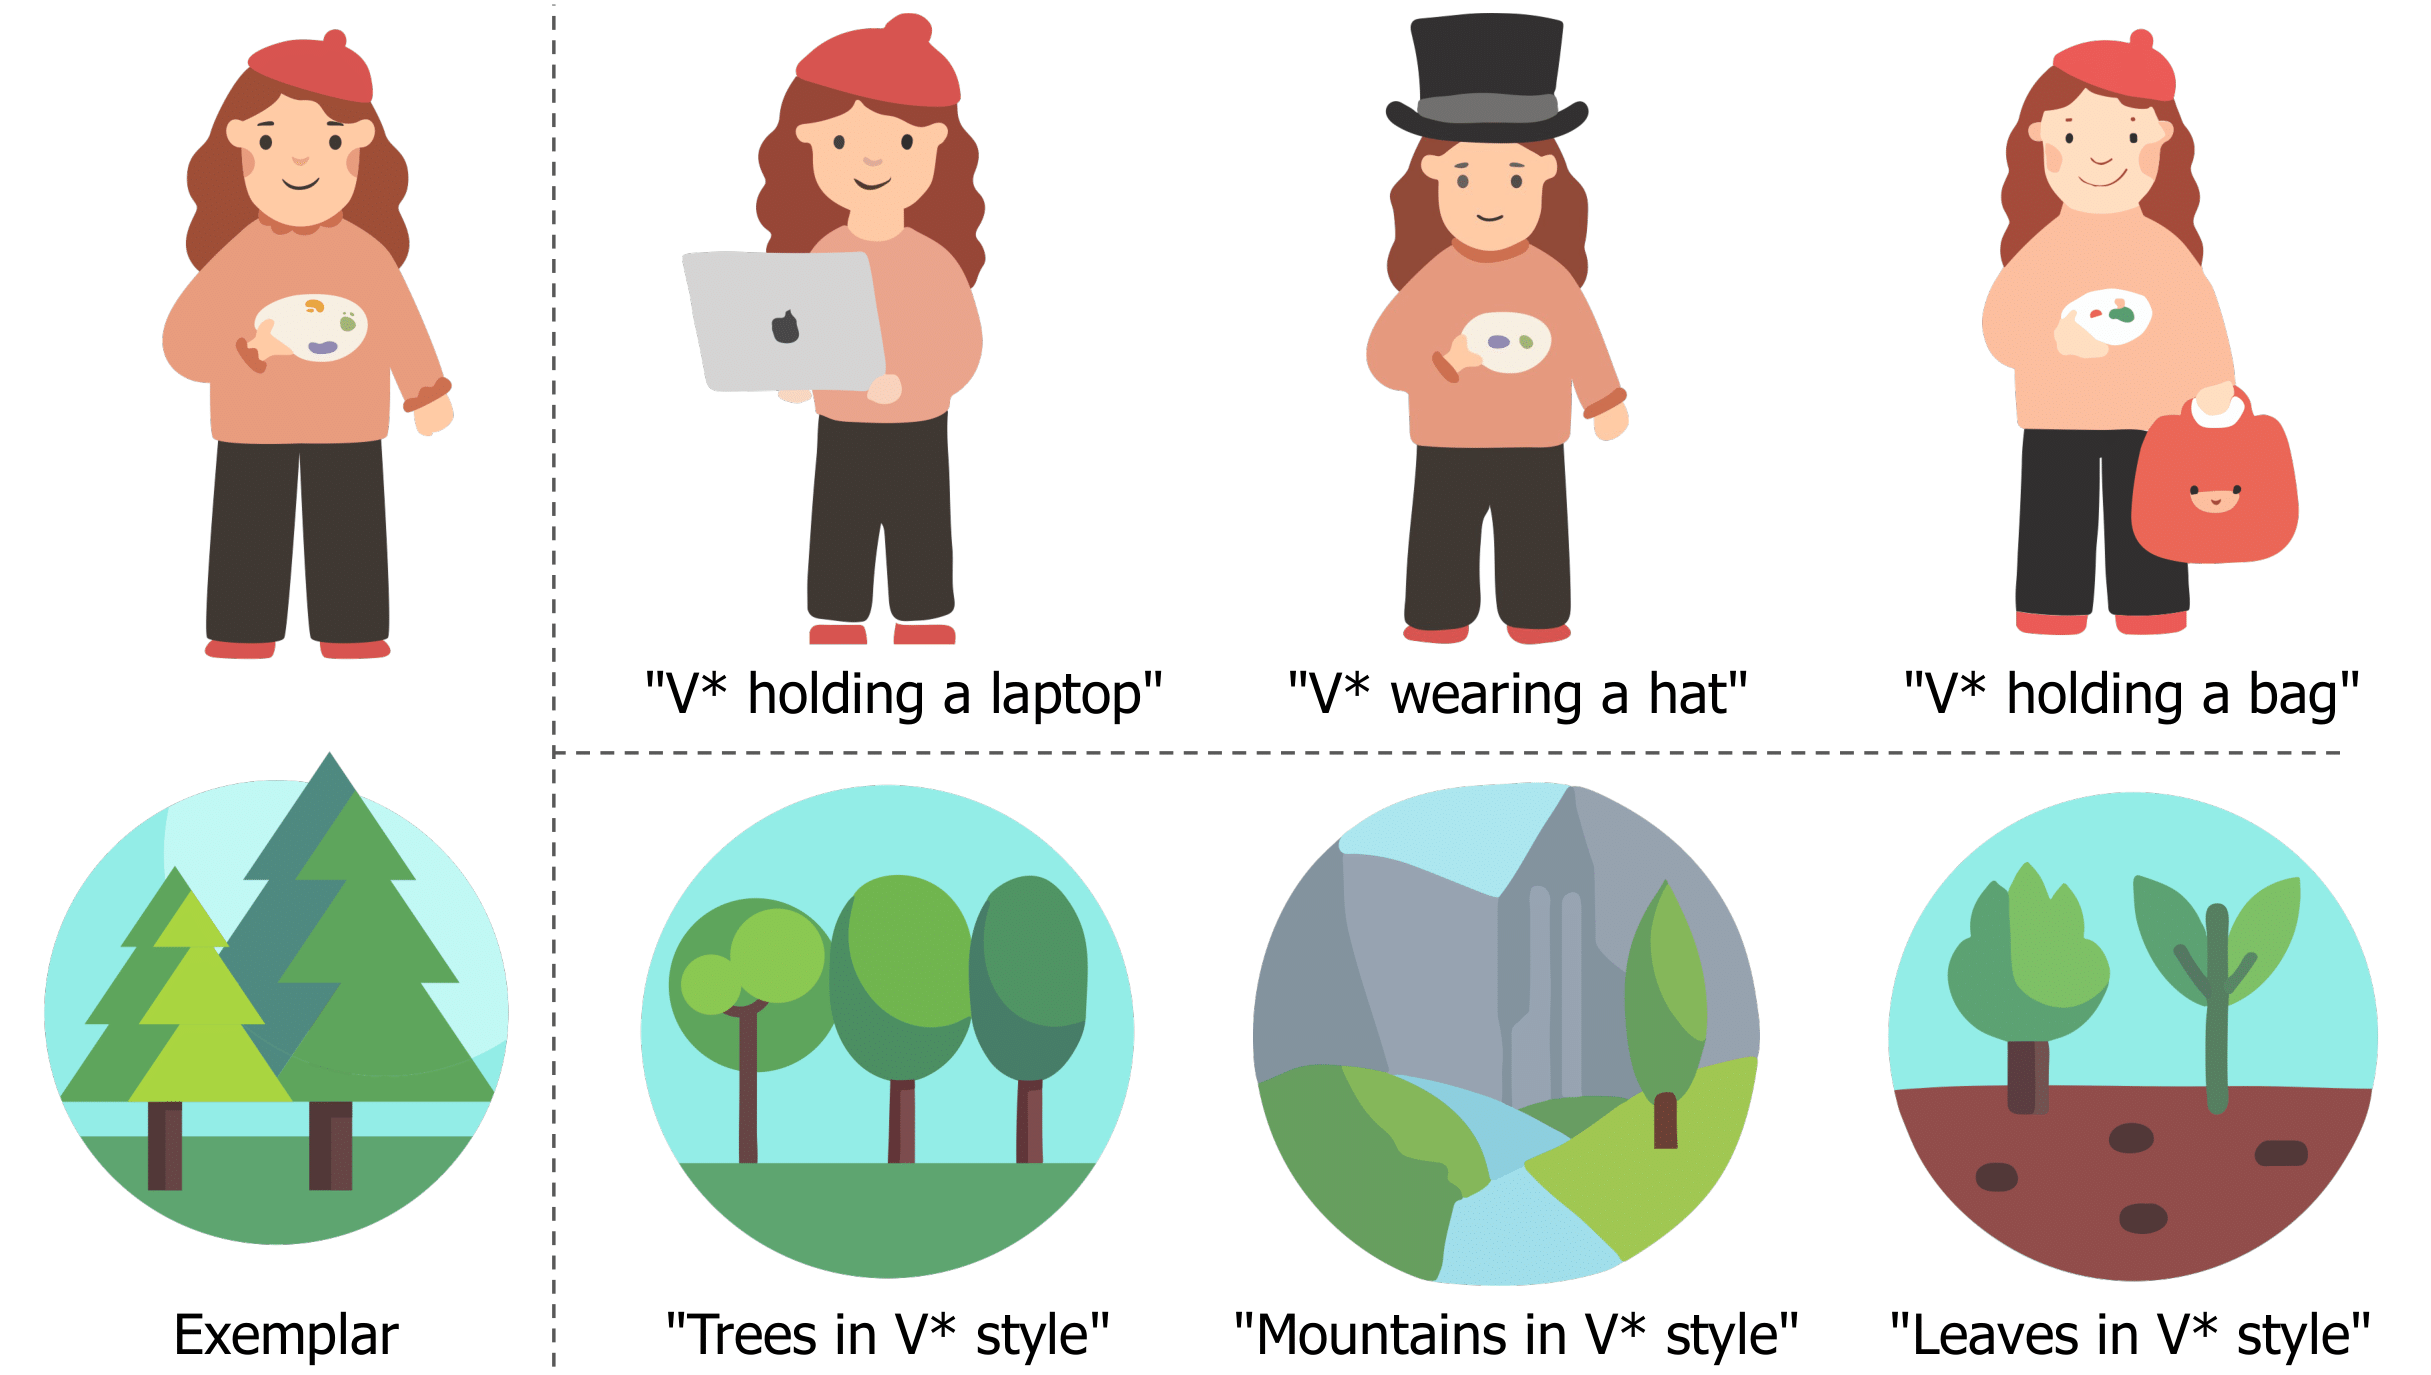 "V* holding a laptop"
"V* wearing a hat"
"V* holding a bag"
Exemplar
"Trees in V* style"
"Mountains in V* style"
"Leaves in V* style"